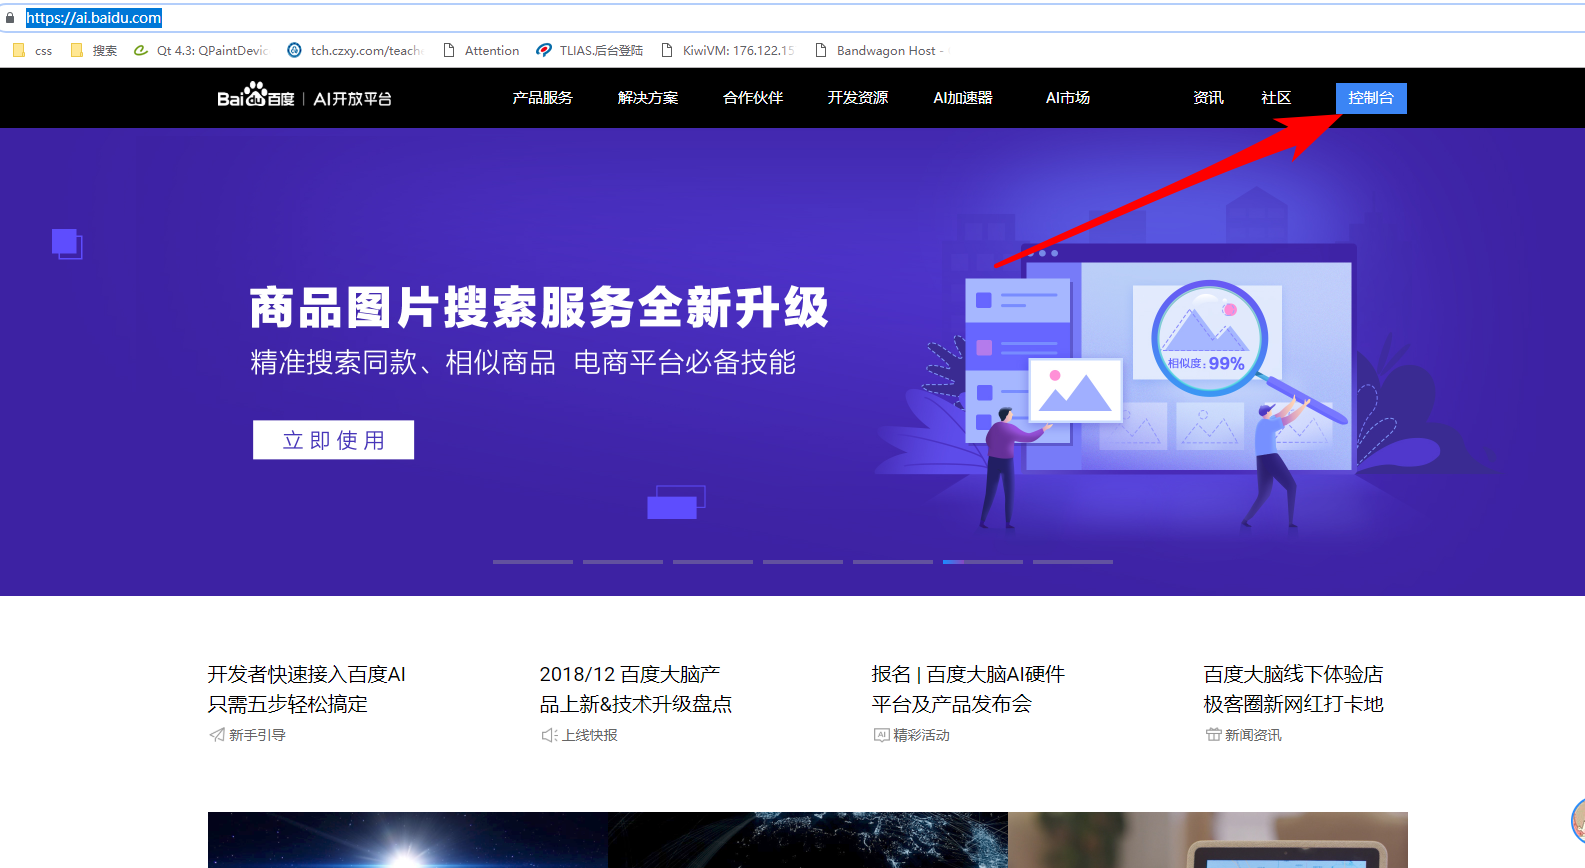 https://ai.baidu.com
css 搜索 Qt 4.3: QPaintDevic tch.czxy.com/teach Attention TLIAS.后台登陆 KiwiVM: 176.122.15 Bandwagon Host -
Bai du 百度 | AI开放平台 产品服务 解决方案 合作伙伴 开发资源 AI加速器 AI市场 资讯 社区 控制台
商品图片搜索服务全新升级
精准搜索同款、相似商品 电商平台必备技能
相似度：99%
立即使用
开发者快速接入百度AI
只需五步轻松搞定
新手引导
2018/12 百度大脑产
品上新&技术升级盘点
上线快报
报名 | 百度大脑AI硬件
平台及产品发布会
AI 精彩活动
百度大脑线下体验店
极客圈新网红打卡地
新闻资讯